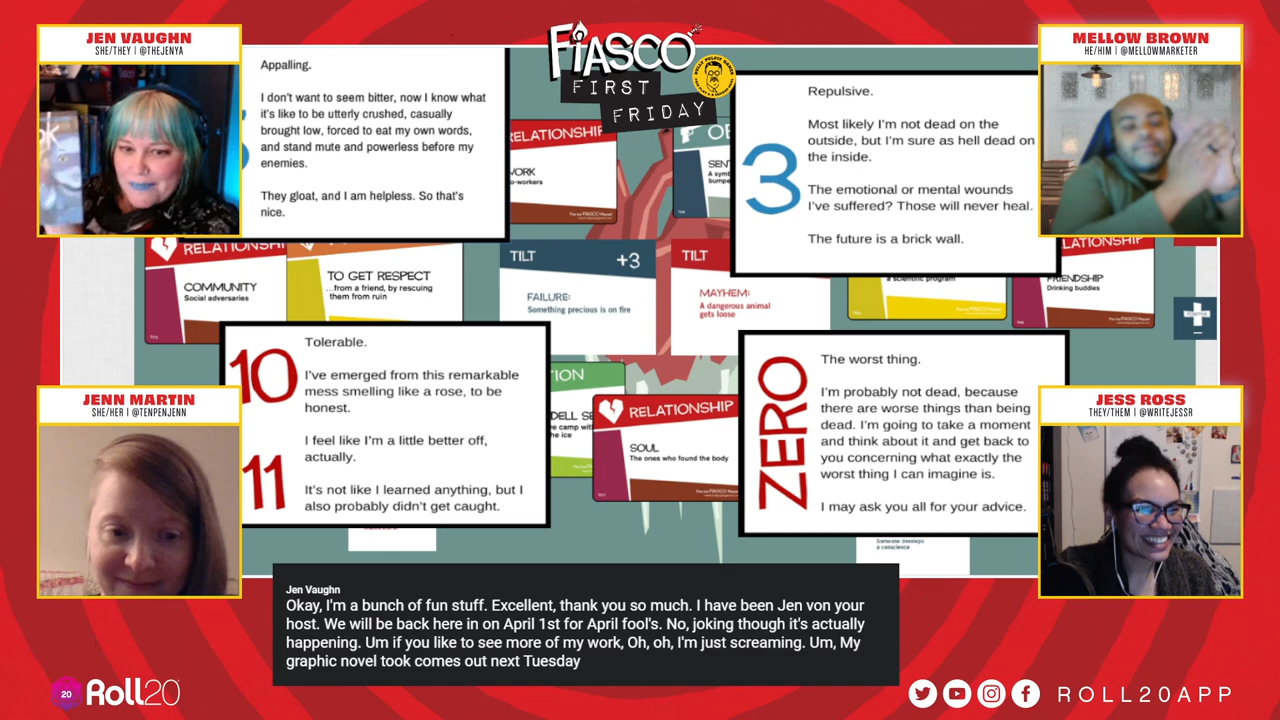 JEN VAUGHN
SHE/THEY | @THEJENYA
FiASCO
FIRST
FRIDAY
BULLY PULPIT GAMES
MELLOW BROWN
HE/HIM | @MELLOWMARKETER
Appalling.
I don't want to seem bitter, now I know what
it's like to be utterly crushed, casually
brought low, forced to eat my own words,
and stand mute and powerless before my
enemies.
They gloat, and I am helpless. So that's
nice.
RELATIONSHIP
WORK
3
Repulsive.
Most likely I'm not dead on the
outside, but I'm sure as hell dead on
the inside.
The emotional or mental wounds
I've suffered? Those will never heal.
The future is a brick wall.
RELATIONSHIP
COMMUNITY
Social adversaries
TO GET RESPECT
...from a friend, by rescuing
them from ruin
TILT
+3
FAILURE:
Something precious is on fire
TILT
MAYHEM:
A dangerous animal
gets loose
a scientific program
RELATIONSHIP
FRIENDSHIP
Drinking buddies
POSITIVE
10
11
Tolerable.
I've emerged from this remarkable
mess smelling like a rose, to be
honest.
I feel like I'm a little better off,
actually.
It's not like I learned anything, but I
also probably didn't get caught.
RELATIONSHIP
SOUL
The ones who found the body
ZERO
The worst thing.
I'm probably not dead, because
there are worse things than being
dead. I'm going to take a moment
and think about it and get back to
you concerning what exactly the
worst thing I can imagine is.
I may ask you all for your advice.
Someone develops
a conscience
JENN MARTIN
SHE/HER | @TENPENJENN
JESS ROSS
THEY/THEM | @WRITEJESSR
Jen Vaughn
Okay, I'm a bunch of fun stuff. Excellent, thank you so much. I have been Jen von your
host. We will be back here in on April 1st for April fool's. No, joking though it's actually
happening. Um if you like to see more of my work, Oh, oh, I'm just screaming. Um, My
graphic novel took comes out next Tuesday
20
Roll20
ROLL20APP